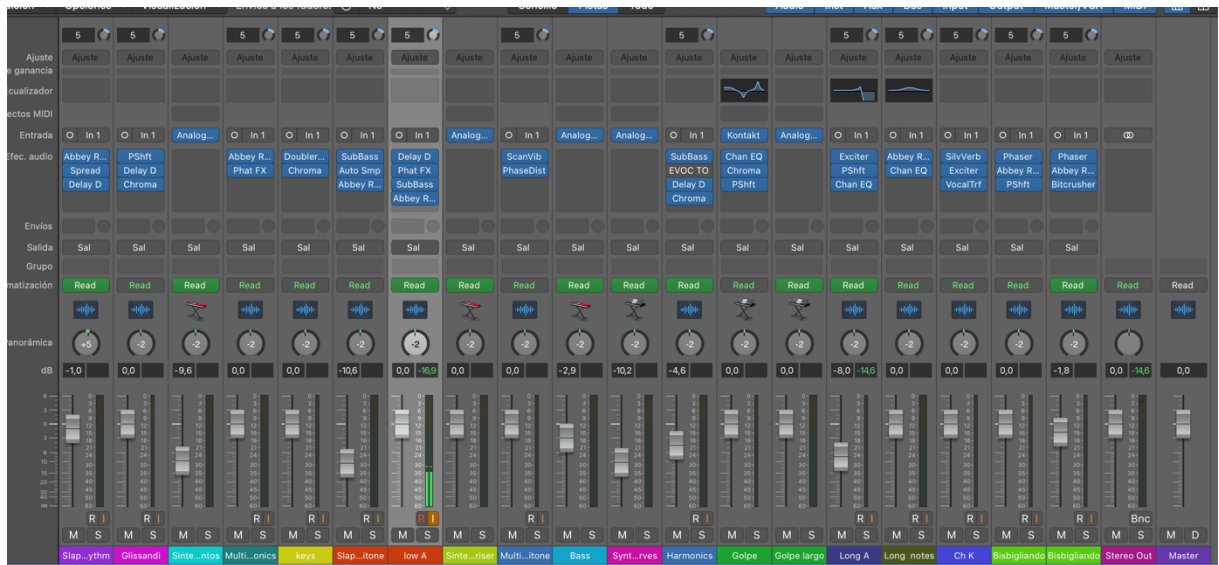 5 5 5 5 5 5 5 5 5 5 5 5 5 5
Ajuste Ajuste Ajuste Ajuste Ajuste Ajuste Ajuste Ajuste Ajuste Ajuste Ajuste Ajuste Ajuste Ajuste Ajuste Ajuste Ajuste Ajuste Ajuste Ajuste Ajuste
e ganancia
cualizador
ectos MIDI
Entrada In 1 In 1 Analog... In 1 In 1 In 1 In 1 Analog... In 1 Analog... Analog... In 1 Kontakt Analog... In 1 In 1 In 1 In 1 In 1
Efec. audio Abbey R... PShft Abbey R... Doubler... SubBass Delay D ScanVib SubBass Chan EQ Exciter Abbey R... SilvVerb Phaser Phaser
Spread Delay D Phat FX Chroma Auto Smp Phat FX PhaseDist EVOC TO Chroma PShft Chan EQ Exciter Abbey R... Abbey R...
Delay D Chroma Abbey R... SubBass Delay D PShft Chan EQ VocalTrf PShft Bitcrusher
Abbey R... Chroma
Envíos
Salida Sal Sal Sal Sal Sal Sal Sal Sal Sal Sal Sal Sal Sal Sal Sal Sal Sal Sal Sal
Grupo
matización Read Read Read Read Read Read Read Read Read Read Read Read Read Read Read Read Read Read Read Read Read
Panorámica +5 -2 -2 -2 -2 -2 -2 -2 -2 -2 -2 -2 -2 -2 -2 -2 -2 -2 -2
dB -1,0 0,0 -9,6 0,0 0,0 -10,6 0,0 -16,9 0,0 0,0 -2,9 -10,2 -4,6 0,0 0,0 -8,0 -14,6 0,0 0,0 0,0 -1,8 0,0 -14,6 0,0
R I R I R I R I R I R I R I R I R I R I R I R I R I Bnc
M S M S M S M S M S M S M S M S M S M S M S M S M S M S M S M S M S M S M S M M D
Slap...ythm Glissandi Sinte...ntos Multi...onics keys Slap...itone low A Sinte...riser Multi...itone Bass Synt...rves Harmonics Golpe Golpe largo Long A Long notes Ch K Bisbigliando Bisbigliando Stereo Out Master